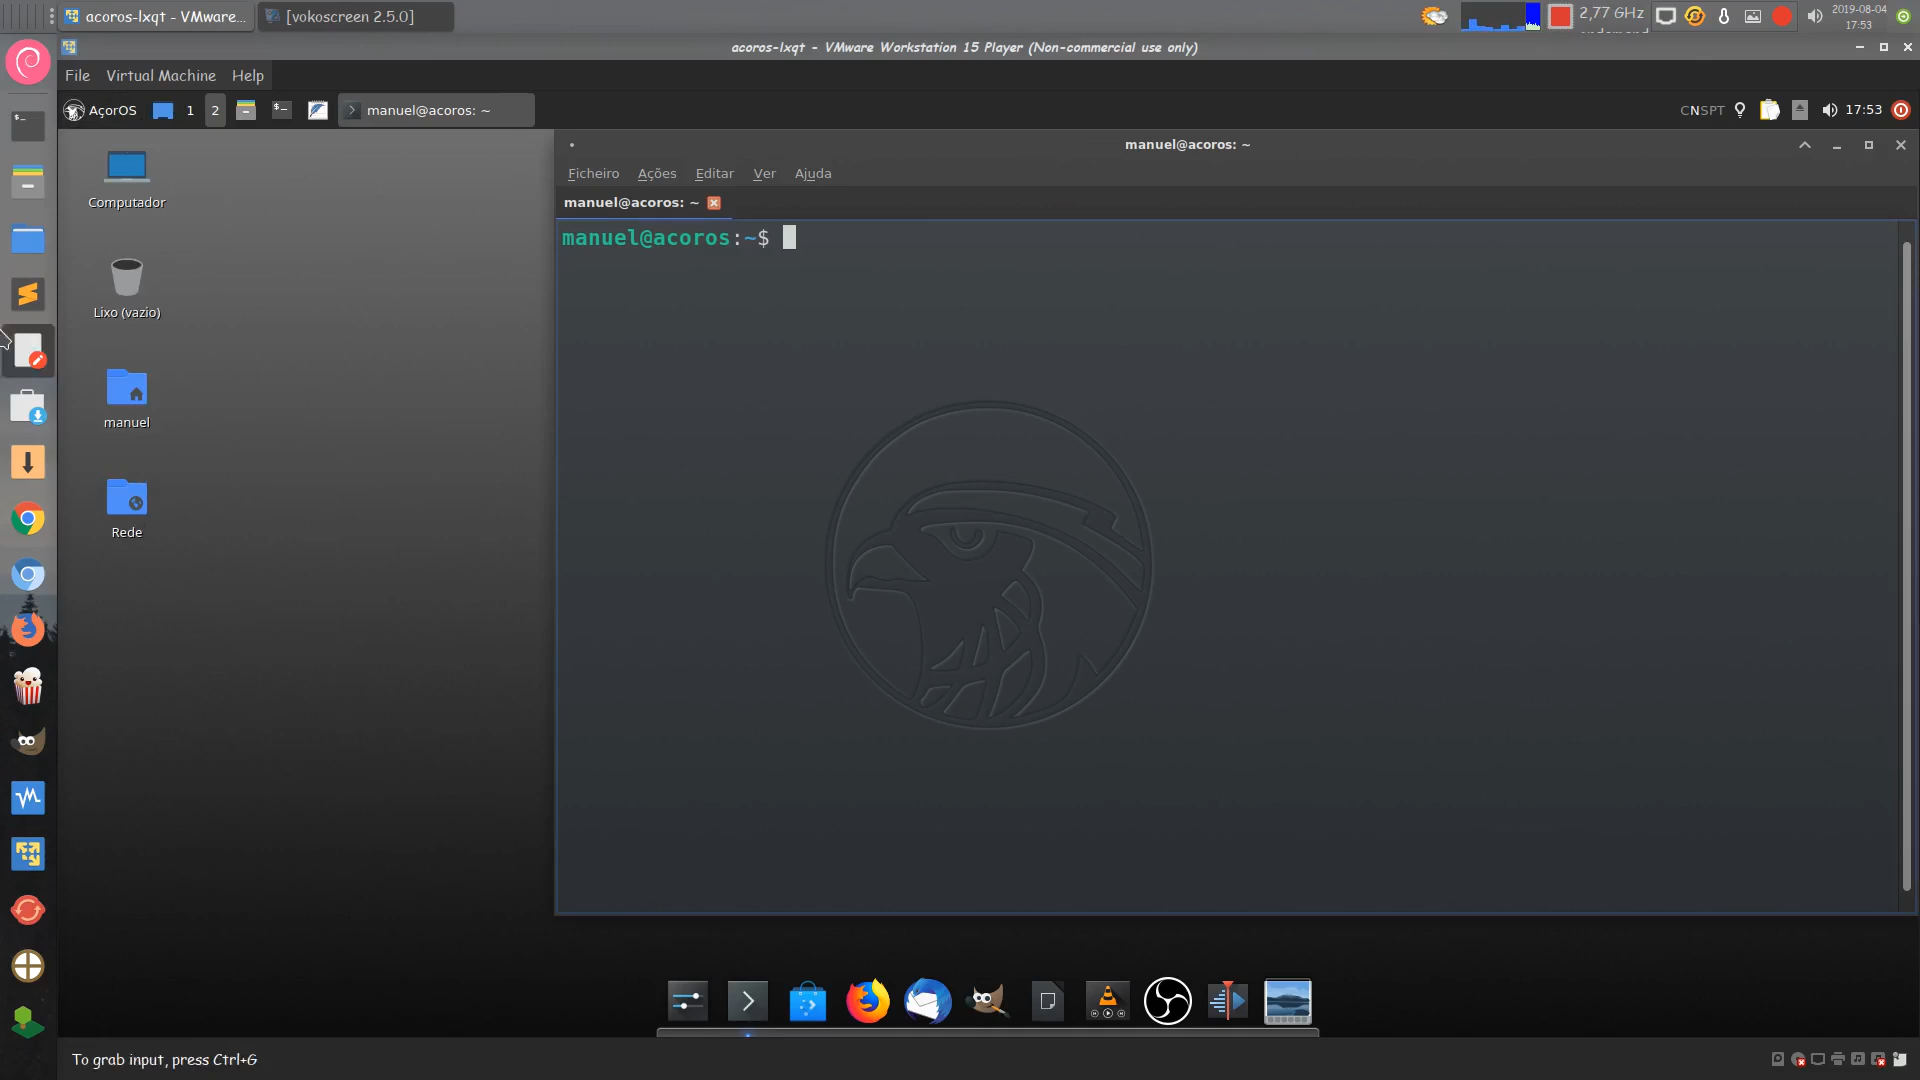 acoros-lxqt - VMware...
[vokoscreen 2.5.0]
2,77 GHz
2019-08-04
17:53
acoros-lxqt - VMware Workstation 15 Player (Non-commercial use only)
File Virtual Machine Help
AçorOS 1 2 manuel@acoros: ~
CNSPT 17:53
manuel@acoros: ~
Ficheiro Ações Editar Ver Ajuda
manuel@acoros: ~
manuel@acoros:~$
Computador
Lixo (vazio)
manuel
Rede
To grab input, press Ctrl+G